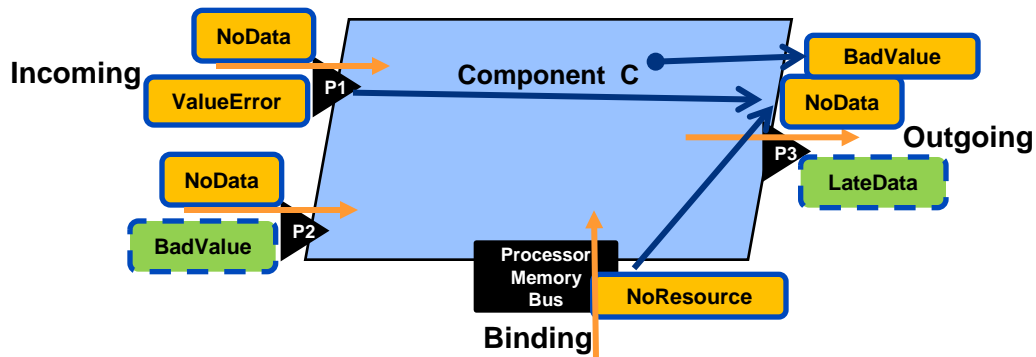 NoData
Incoming
ValueError
P1
Component C
BadValue
NoData
Outgoing
P3
LateData
NoData
BadValue
P2
Processor
Memory
Bus
NoResource
Binding